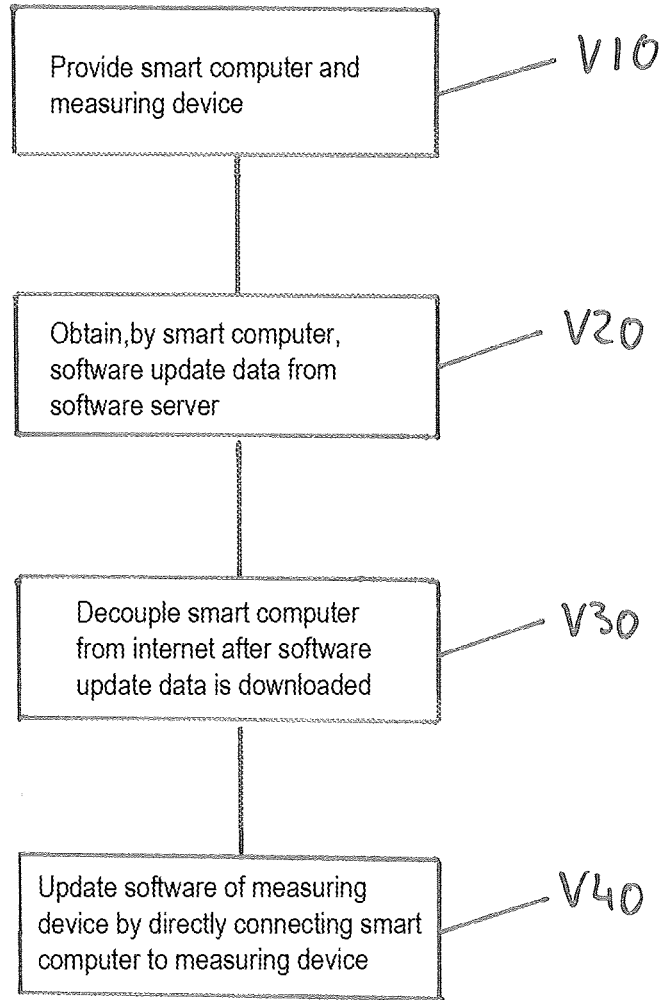 Provide smart computer and
measuring device
V10
Obtain,by smart computer,
software update data from
software server
V20
Decouple smart computer
from internet after software
update data is downloaded
V30
Update software of measuring
device by directly connecting smart
computer to measuring device
V40